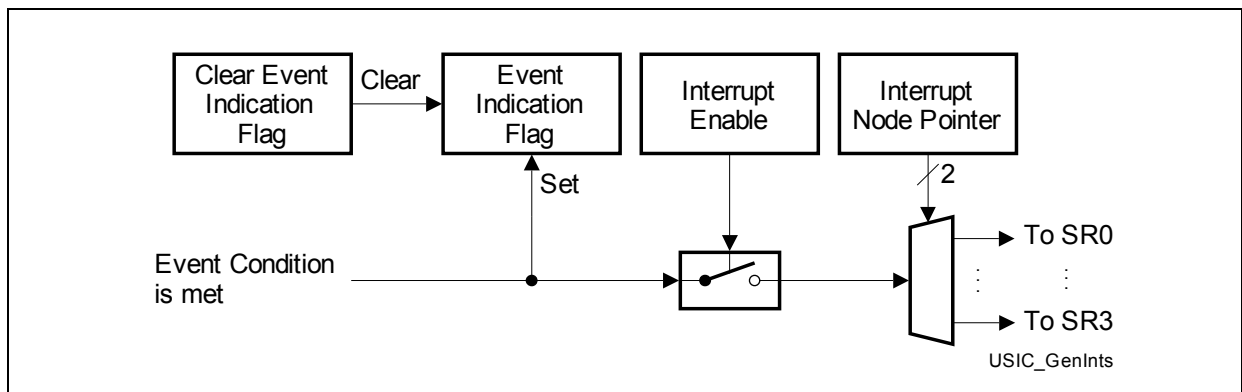 Clear Event
Indication
Flag
Clear
Event
Indication
Flag
Interrupt
Enable
Interrupt
Node Pointer
Set
2
Event Condition
is met
To SR0
To SR3
USIC_GenInts